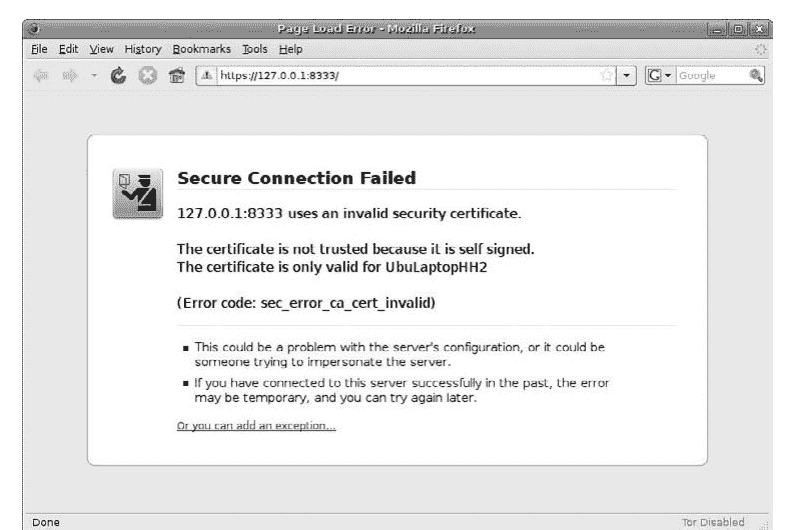 Page Load Error - Mozilla Firefox
File Edit View History Bookmarks Tools Help
https://127.0.0.1:8333/
G Google
Secure Connection Failed
127.0.0.1:8333 uses an invalid security certificate.
The certificate is not trusted because it is self signed.
The certificate is only valid for UbuLaptopHH2
(Error code: sec_error_ca_cert_invalid)
This could be a problem with the server's configuration, or it could be
someone trying to impersonate the server.
If you have connected to this server successfully in the past, the error
may be temporary, and you can try again later.
Or you can add an exception...
Done
Tor Disabled